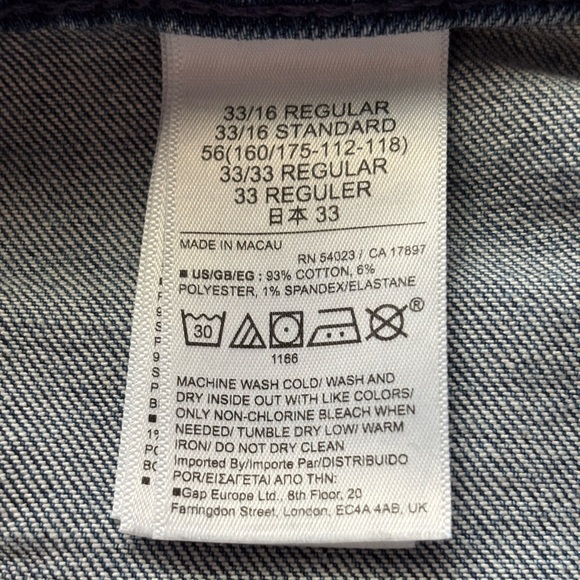 33/16 REGULAR
33/16 STANDARD
56(160/175-112-118)
33/33 REGULAR
33 REGULER
日本 33
MADE IN MACAU
RN 54023 / CA 17897
■ US/GB/EG : 93% COTTON, 6%
POLYESTER, 1% SPANDEX/ELASTANE
30
®
1166
MACHINE WASH COLD/ WASH AND
DRY INSIDE OUT WITH LIKE COLORS/
ONLY NON-CHLORINE BLEACH WHEN
NEEDED/ TUMBLE DRY LOW/ WARM
IRON/ DO NOT DRY CLEAN
Imported By/Importe Par/DISTRIBUIDO
POR/ΕΙΣΑΓΕΤΑΙ ΑΠΟ ΤΗΝ:
■Gap Europe Ltd., 6th Floor, 20
Farringdon Street, London, EC4A 4AB, UK